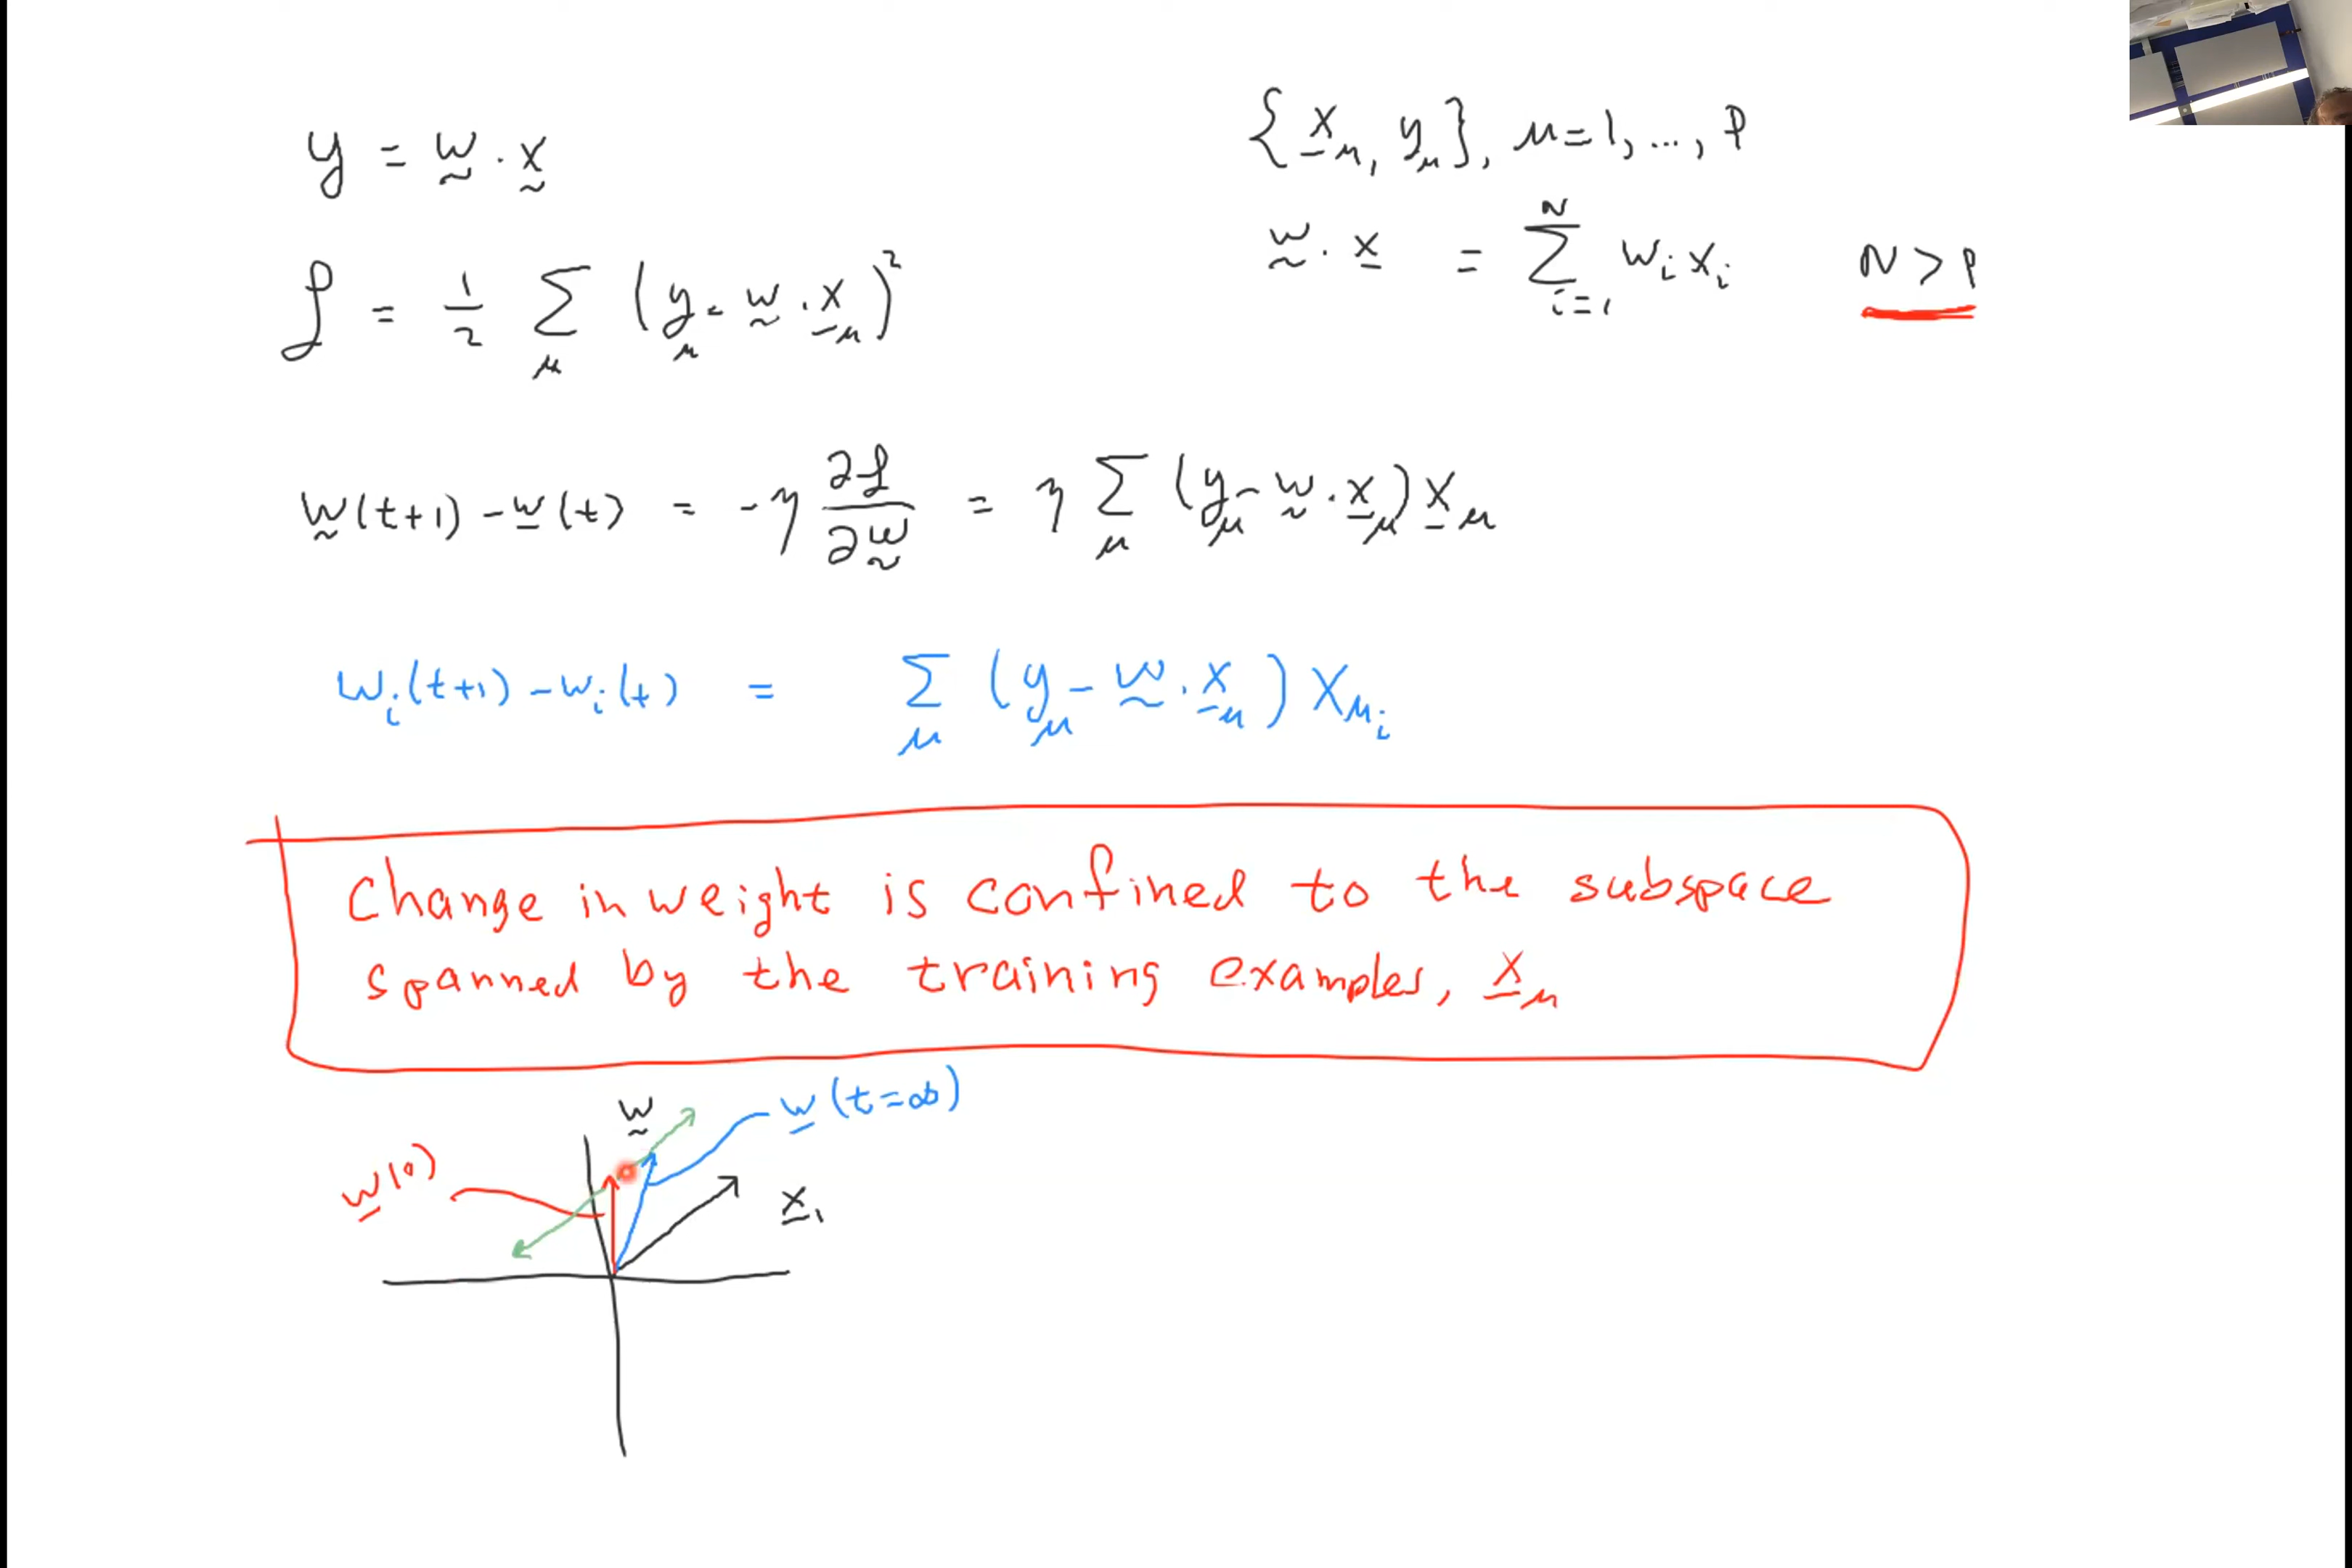 y = w · x
{x_μ, y_μ}, μ=1, ..., P
w · x = Σ_{i=1}^{N} w_i x_i   N > P
ℒ = 1/2 Σ_μ (y_μ - w · x_μ)^2
w(t+1) - w(t) = -η ∂ℒ/∂w = η Σ_μ (y_μ - w · x_μ) x_μ
w_i(t+1) - w_i(t) = Σ_μ (y_μ - w · x_μ) x_{μ_i}
Change in weight is confined to the subspace
spanned by the training examples, x_μ
w
w(t=∞)
w(0)
x_1